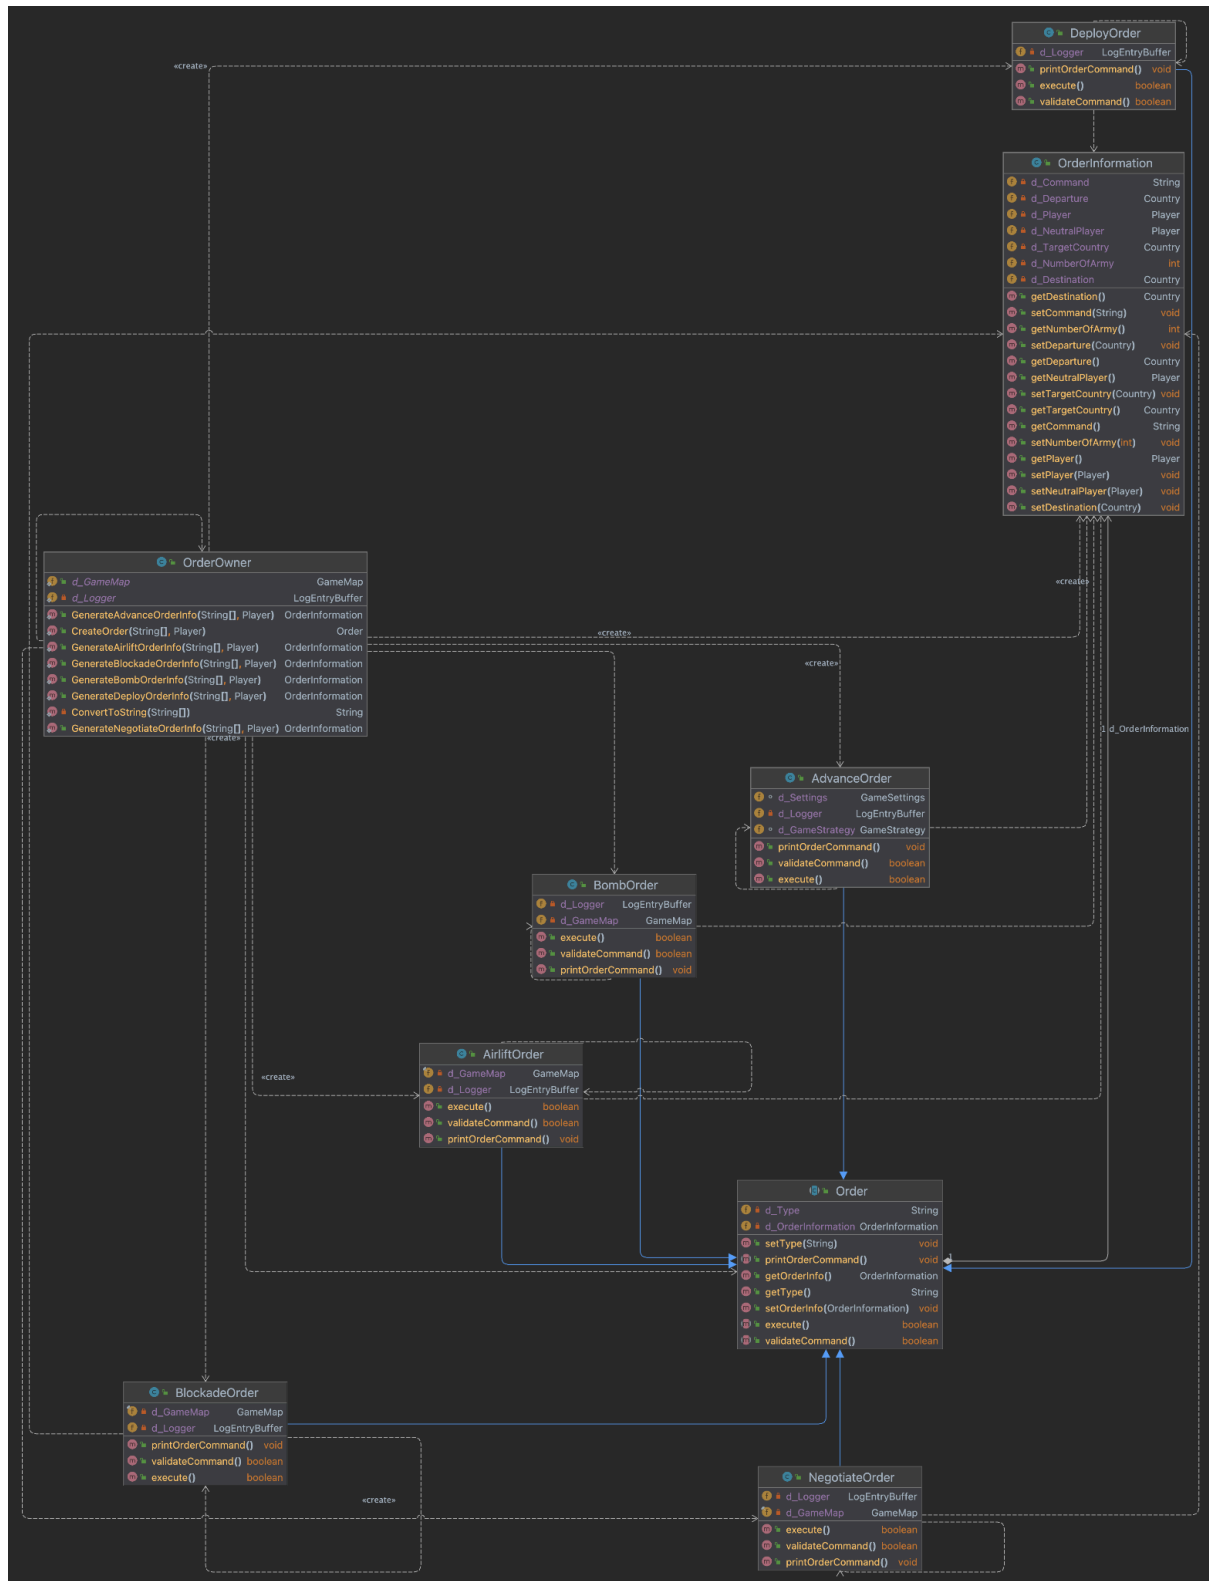 DeployOrder
d_Logger LogEntryBuffer
printOrderCommand() void
execute() boolean
validateCommand() boolean
«create»
OrderInformation
d_Command String
d_Departure Country
d_Player Player
d_NeutralPlayer Player
d_TargetCountry Country
d_NumberOfArmy int
d_Destination Country
getDestination() Country
setCommand(String) void
getNumberOfArmy() int
setDeparture(Country) void
getDeparture() Country
getNeutralPlayer() Player
setTargetCountry(Country) void
getTargetCountry() Country
getCommand() String
setNumberOfArmy(int) void
getPlayer() Player
setPlayer(Player) void
setNeutralPlayer(Player) void
setDestination(Country) void
OrderOwner
d_GameMap GameMap
d_Logger LogEntryBuffer
GenerateAdvanceOrderInfo(String[], Player) OrderInformation
CreateOrder(String[], Player) Order
GenerateAirliftOrderInfo(String[], Player) OrderInformation
GenerateBlockadeOrderInfo(String[], Player) OrderInformation
GenerateBombOrderInfo(String[], Player) OrderInformation
GenerateDeployOrderInfo(String[], Player) OrderInformation
ConvertToString(String[]) String
GenerateNegotiateOrderInfo(String[], Player) OrderInformation
«create»
«create»
«create»
«create»
1 d_OrderInformation
AdvanceOrder
d_Settings GameSettings
d_Logger LogEntryBuffer
d_GameStrategy GameStrategy
printOrderCommand() void
validateCommand() boolean
execute() boolean
BombOrder
d_Logger LogEntryBuffer
d_GameMap GameMap
execute() boolean
validateCommand() boolean
printOrderCommand() void
AirliftOrder
d_GameMap GameMap
d_Logger LogEntryBuffer
execute() boolean
validateCommand() boolean
printOrderCommand() void
«create»
Order
d_Type String
d_OrderInformation OrderInformation
setType(String) void
printOrderCommand() void
getOrderInfo() OrderInformation
getType() String
setOrderInfo(OrderInformation) void
execute() boolean
validateCommand() boolean
1
BlockadeOrder
d_GameMap GameMap
d_Logger LogEntryBuffer
printOrderCommand() void
validateCommand() boolean
execute() boolean
«create»
NegotiateOrder
d_Logger LogEntryBuffer
d_GameMap GameMap
execute() boolean
validateCommand() boolean
printOrderCommand() void